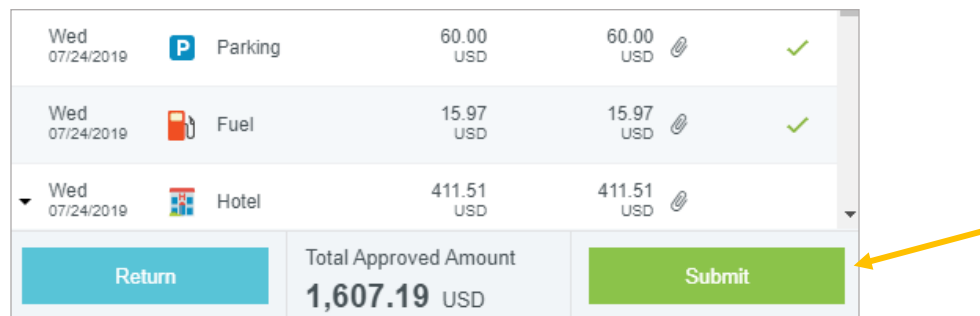 Wed 60.00 60.00
P Parking
07/24/2019 USD USD
Wed 15.97 15.97
Fuel
07/24/2019 USD USD
Wed 411.51 411.51
H Hotel
07/24/2019 USD USD
Total Approved Amount
Return Submit
1,607.19 USD